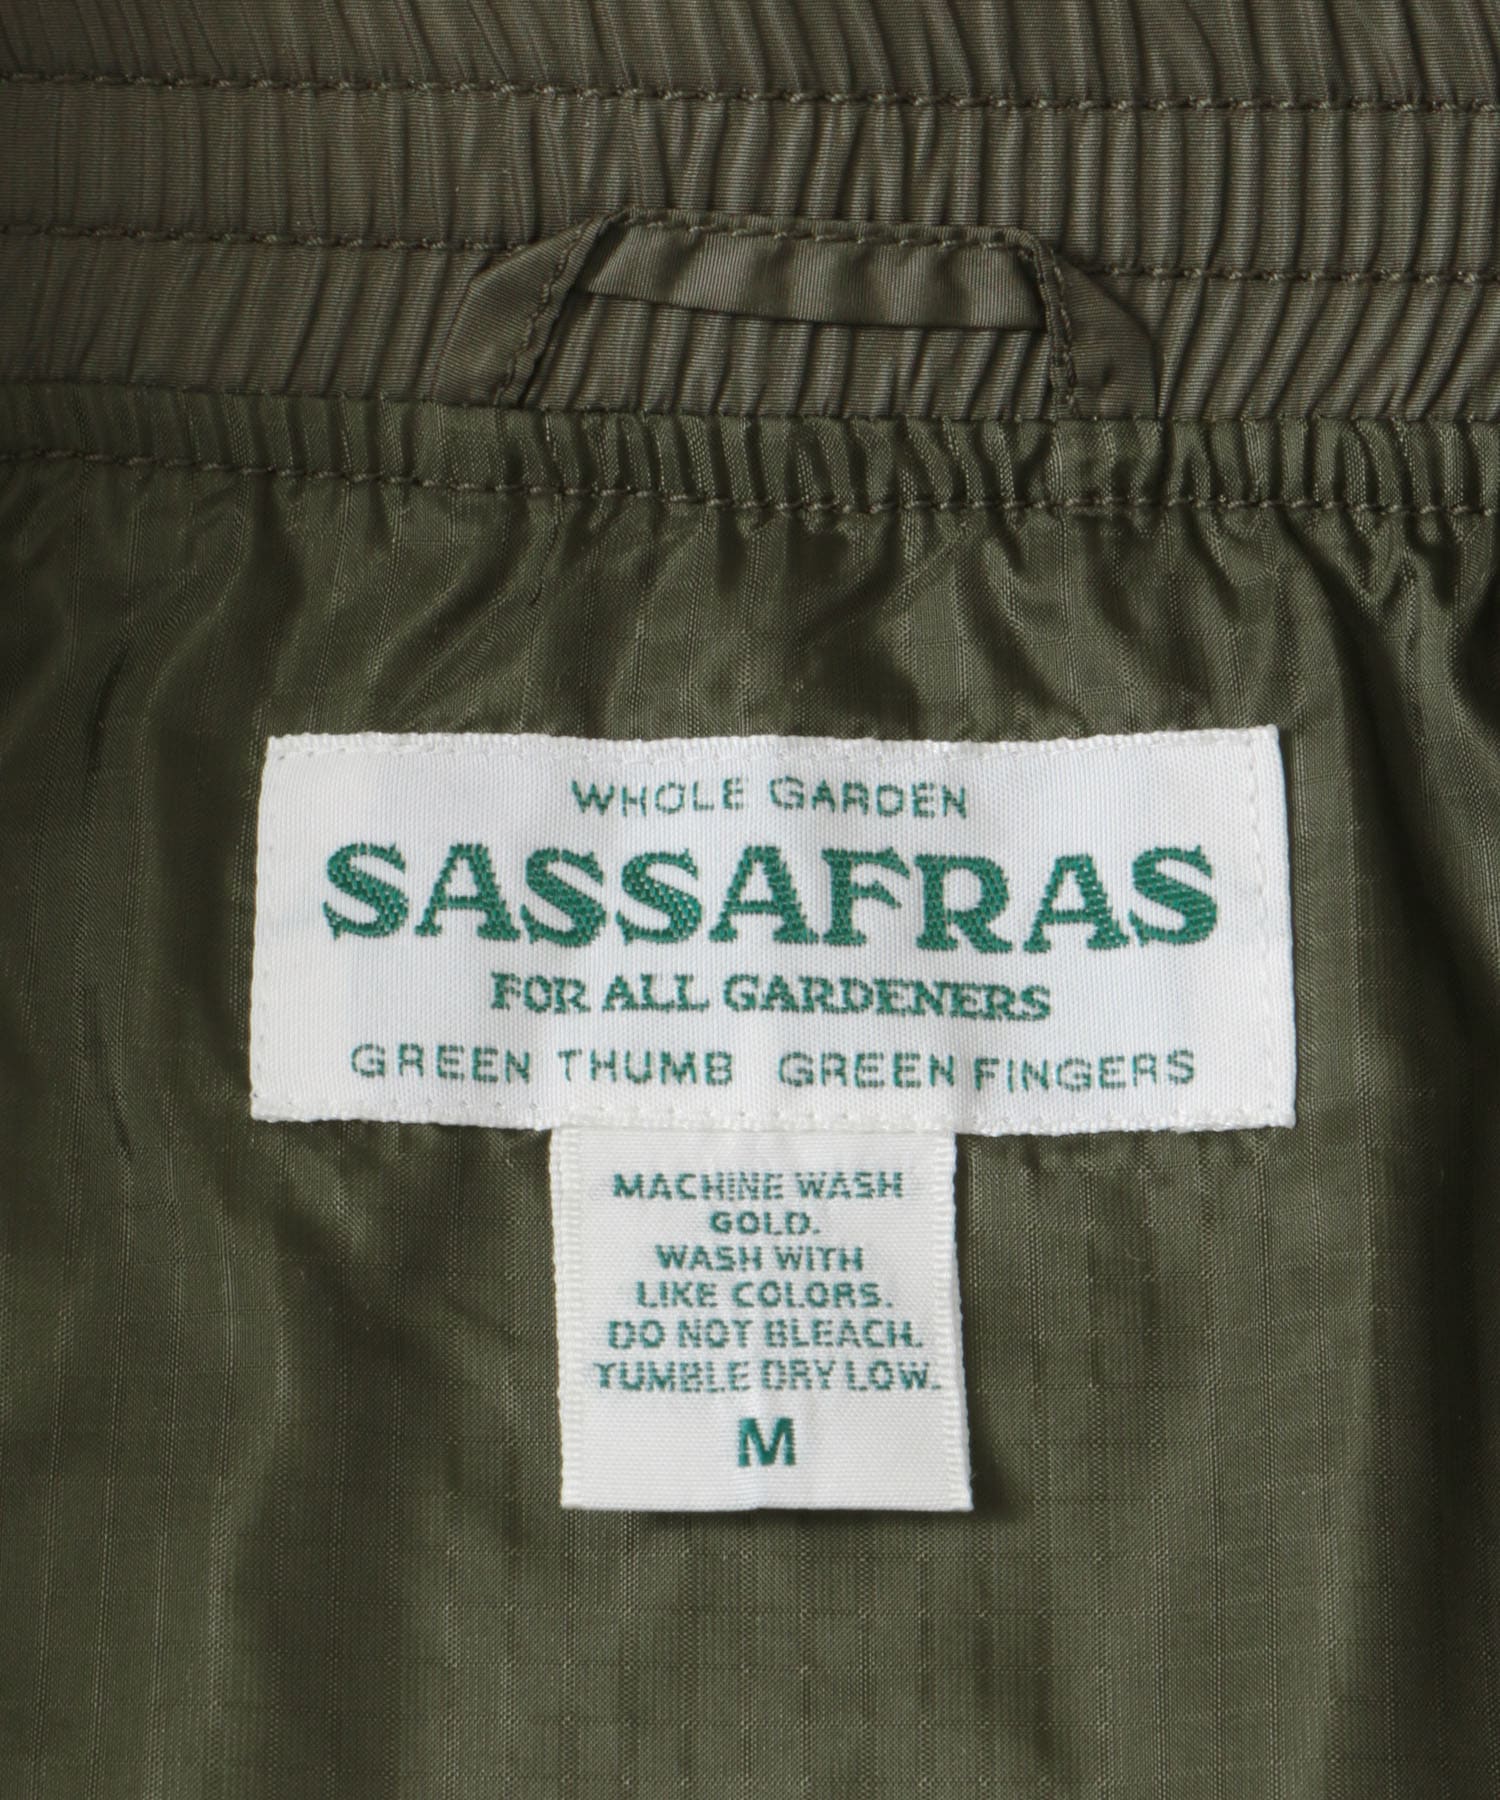 WHOLE GARDEN
SASSAFRAS
FOR ALL GARDENERS
GREEN THUMB GREEN FINGERS
MACHINE WASH
GOLD.
WASH WITH
LIKE COLORS.
DO NOT BLEACH.
TUMBLE DRY LOW.
M